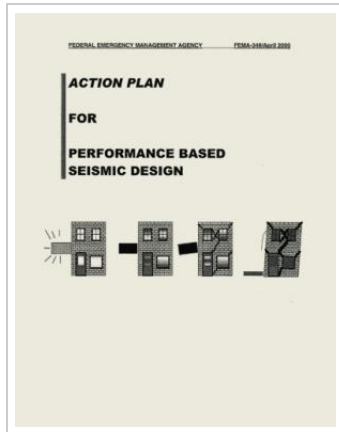 FEDERAL EMERGENCY MANAGEMENT AGENCY FEMA-349/April 2000
ACTION PLAN
FOR
PERFORMANCE BASED
SEISMIC DESIGN